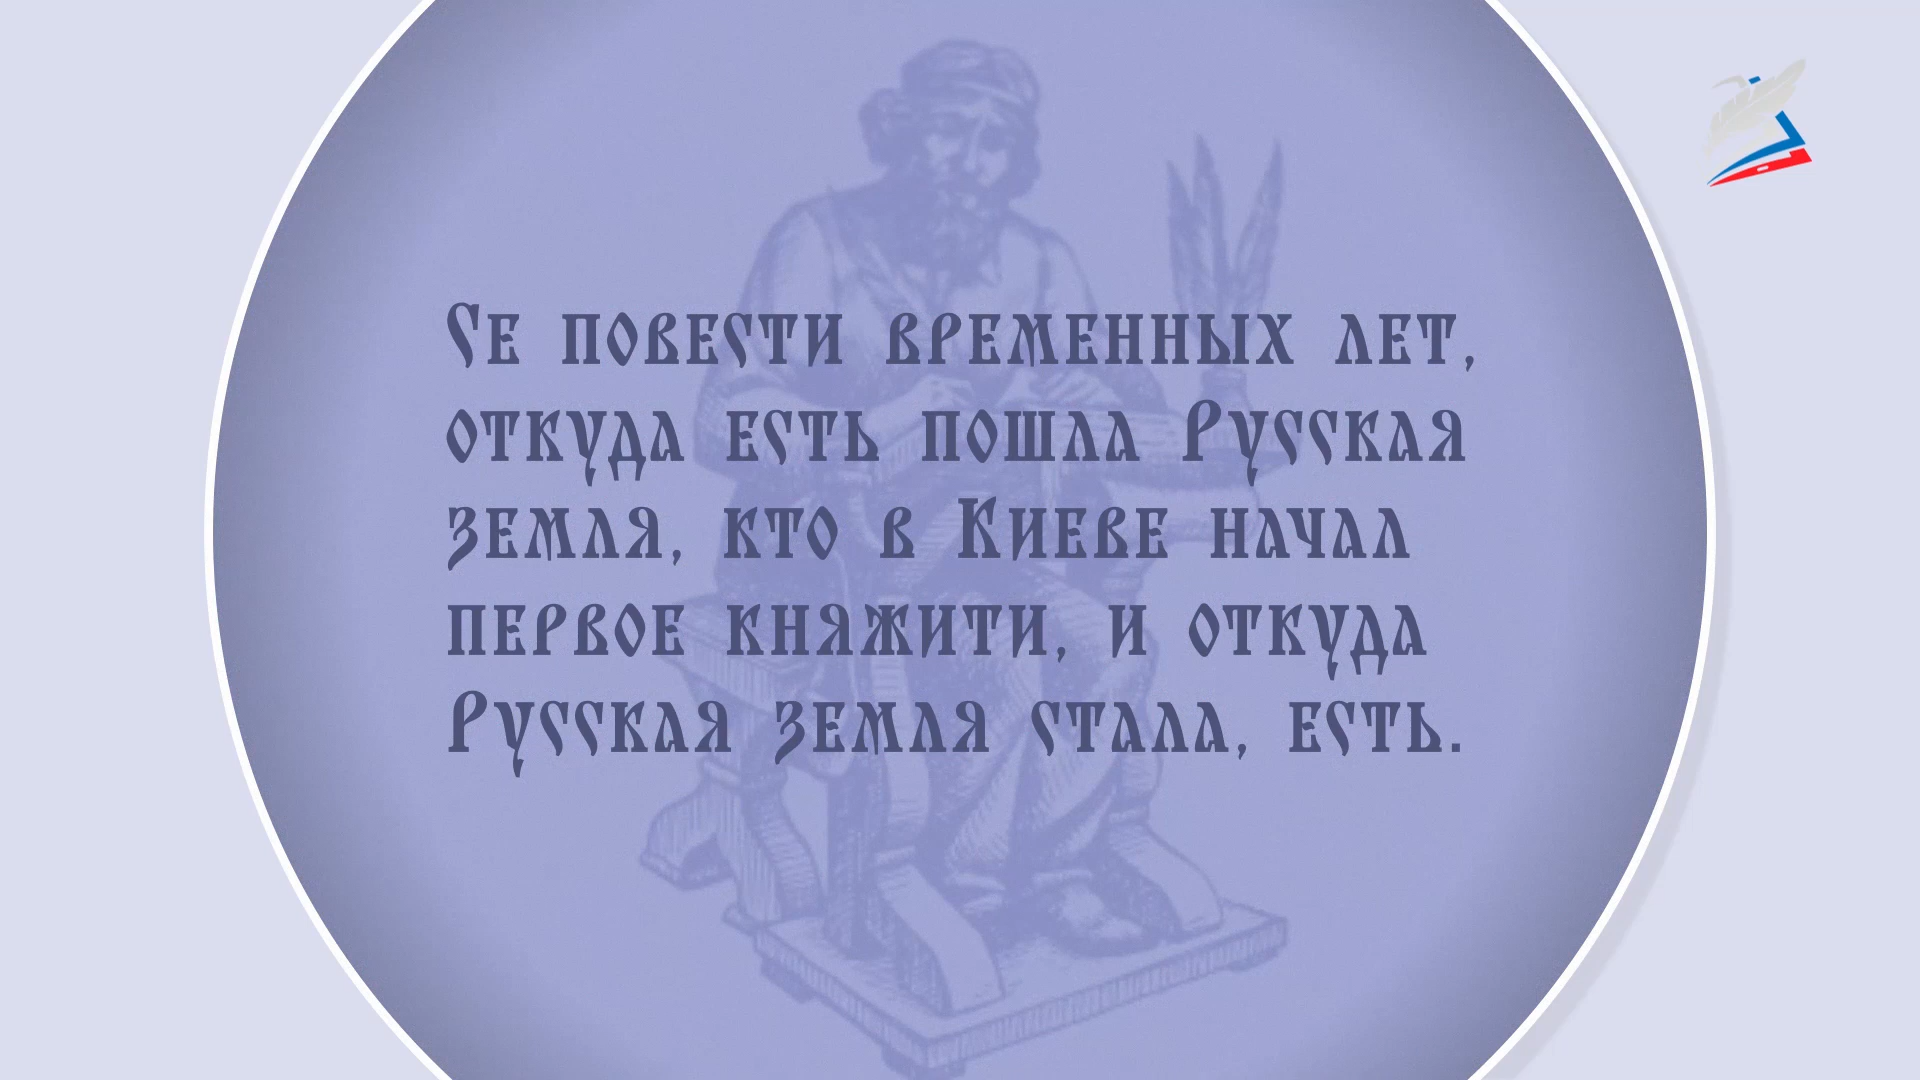 Се повести временных лет,
откуда есть пошла Русская
земля, кто в Киеве начал
первое княжити, и откуда
Русская земля стала, есть.